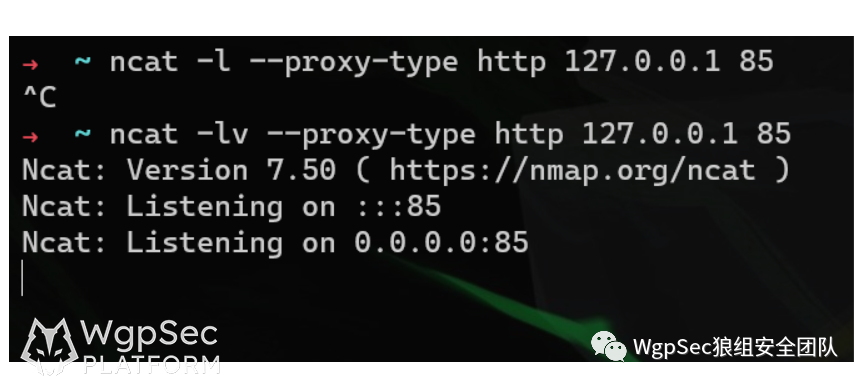 → ~ ncat -l --proxy-type http 127.0.0.1 85
^C
→ ~ ncat -lv --proxy-type http 127.0.0.1 85
Ncat: Version 7.50 ( https://nmap.org/ncat )
Ncat: Listening on :::85
Ncat: Listening on 0.0.0.0:85
WgpSec
PLATFORM
WgpSec狼组安全团队